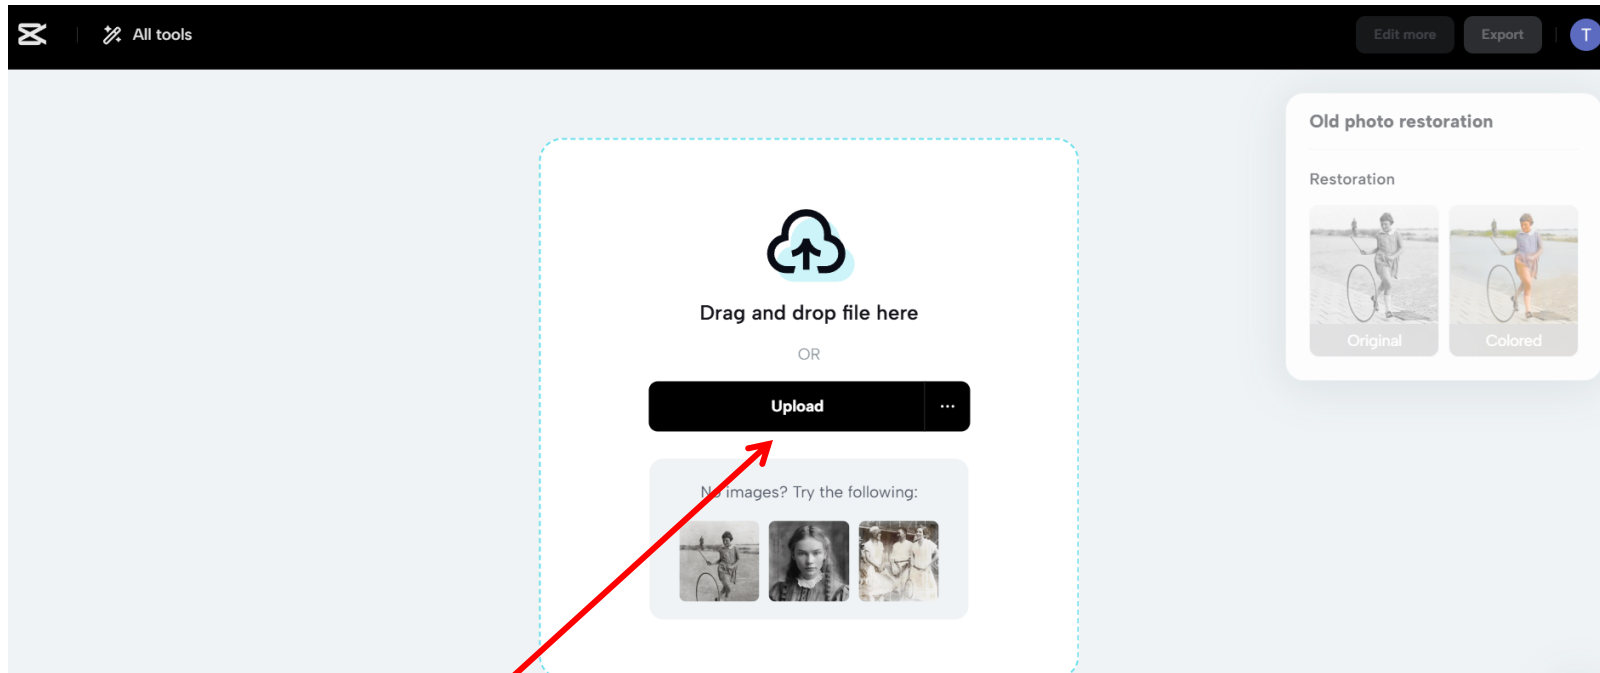 All tools
Edit more
Export
T
Old photo restoration
Restoration
Original
Colored
Drag and drop file here
OR
Upload
...
No images? Try the following: